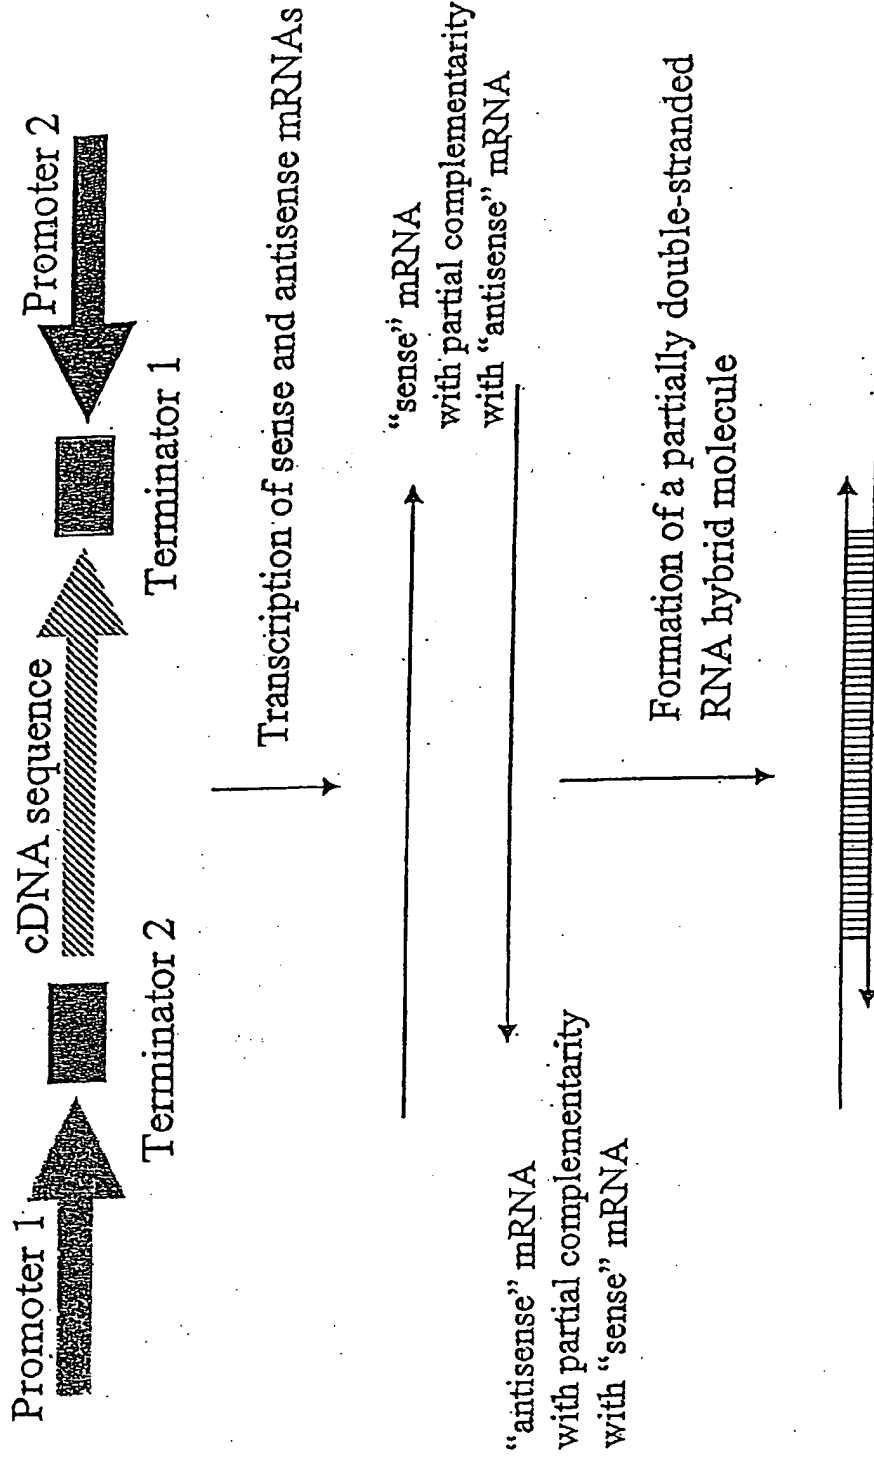 Promoter 1
cDNA sequence
Promoter 2
Terminator 2
Terminator 1
Transcription of sense and antisense mRNAs
“sense” mRNA
with partial complementarity
with “antisense” mRNA
“antisense” mRNA
with partial complementarity
with “sense” mRNA
Formation of a partially double-stranded
RNA hybrid molecule